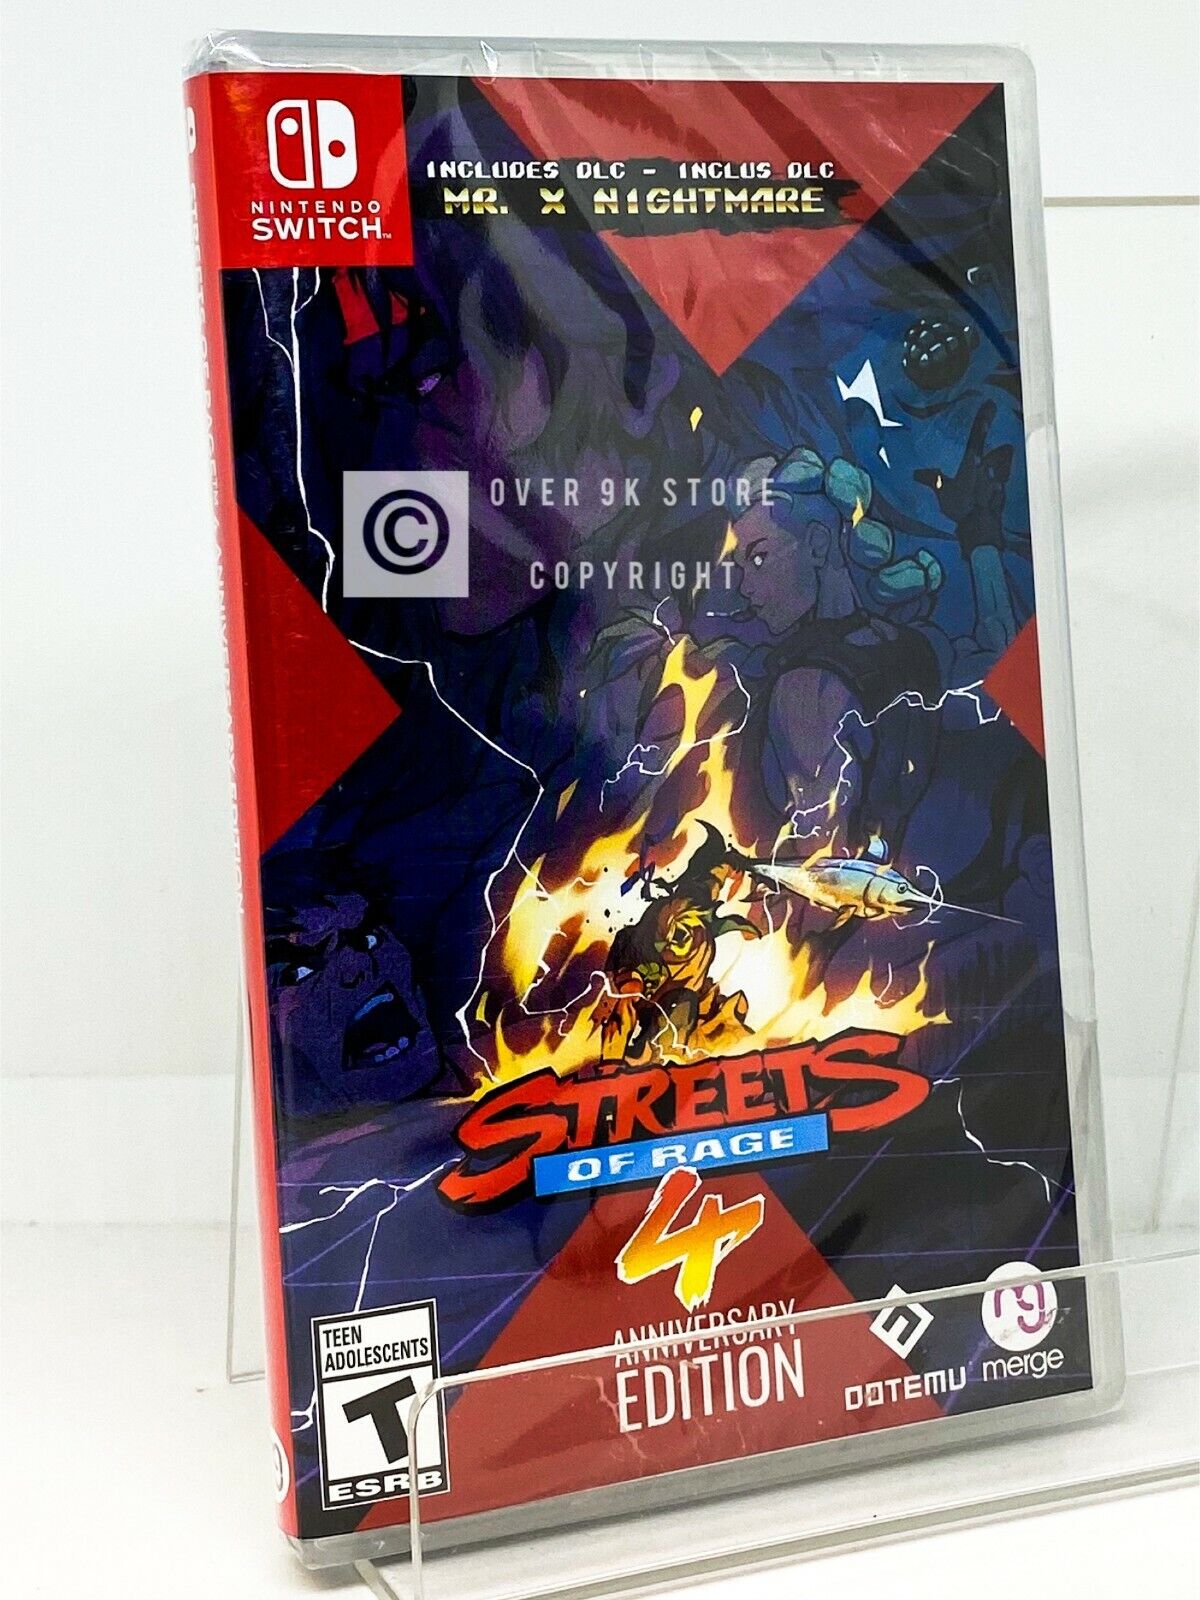 NINTENDO
SWITCH™
INCLUDES DLC - INCLUS DLC
MR. X NIGHTMARE
©
OVER 9K STORE
COPYRIGHT
STREETS
OF RAGE
4
ANNIVERSARY
EDITION
TEEN
ADOLESCENTS
T
ESRB
DOTEMU
merge